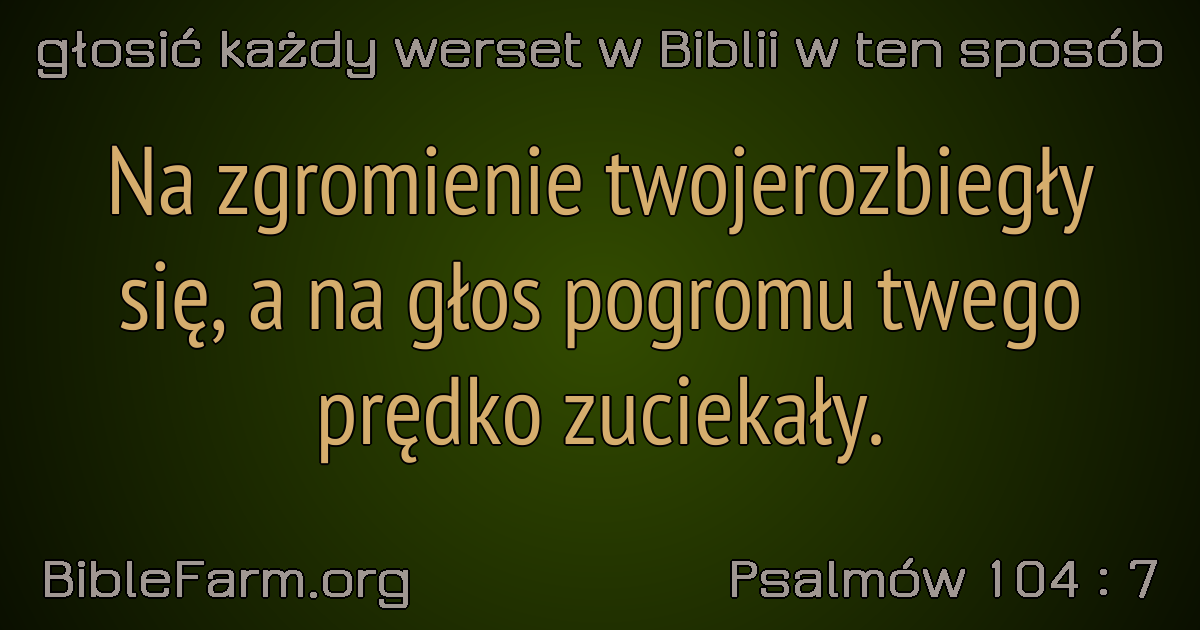 głosić każdy werset w Biblii w ten sposób
Na zgromienie twojerozbiegły
się, a na głos pogromu twego
prędko zuciekały.
BibleFarm.org
Psalmów 104 : 7